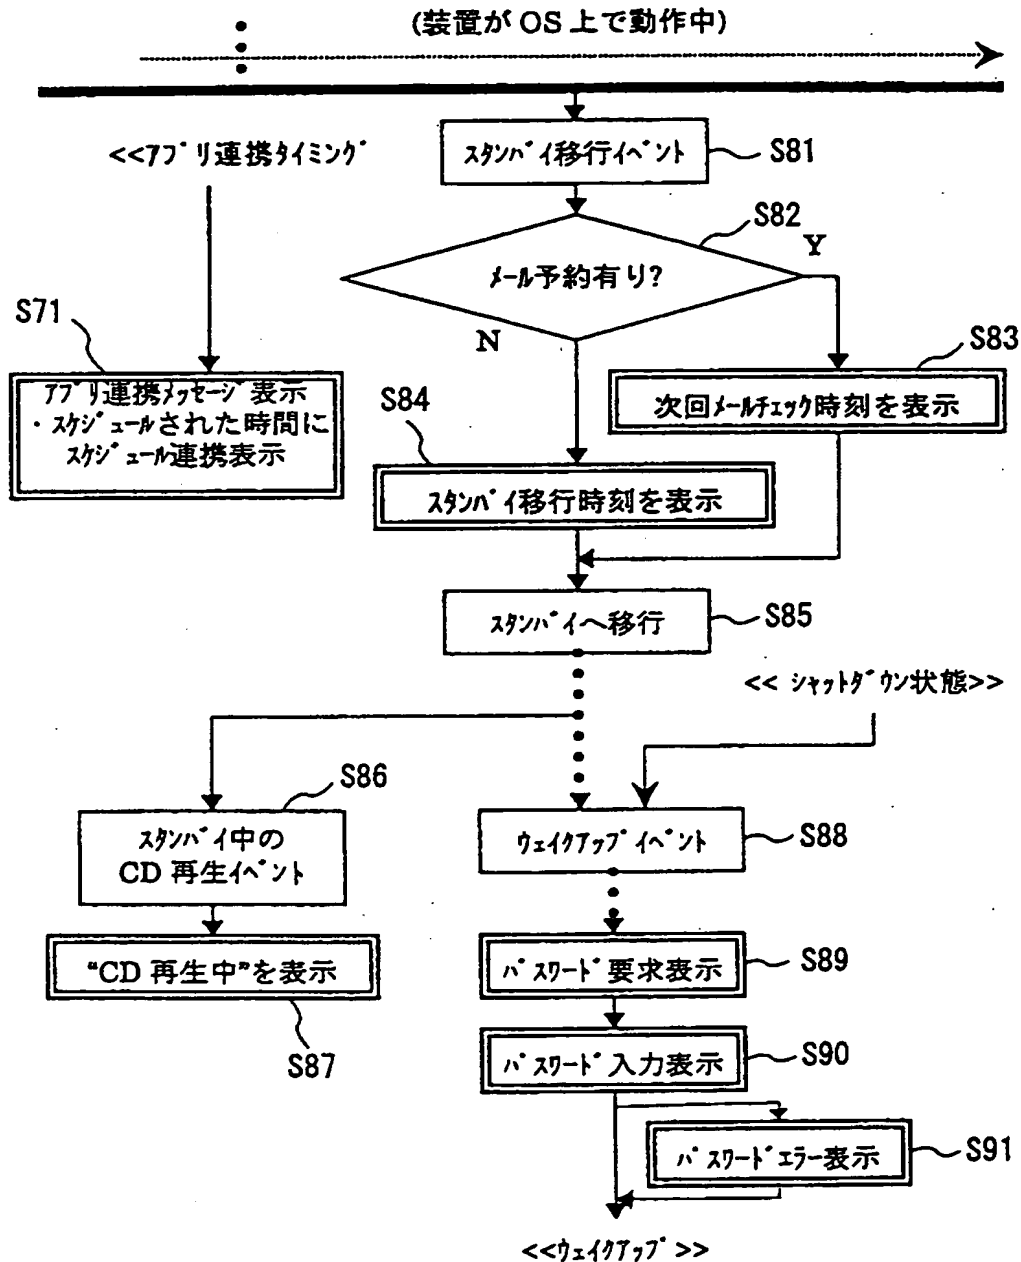 (装置が OS 上で動作中)
<<アプリ連携タイミング
スタンバイ移行イベント
S81
S82
メール予約有り?
Y
N
S71
アプリ連携メッセージ表示
・スケジュールされた時間に
スケジュール連携表示
S83
次回メールチェック時刻を表示
S84
スタンバイ移行時刻を表示
スタンバイへ移行
S85
<< シャットダウン状態>>
S86
スタンバイ中の
CD 再生イベント
ウェイクアップイベント
S88
“CD 再生中”を表示
S87
パスワード要求表示
S89
パスワード入力表示
S90
パスワードエラー表示
S91
<<ウェイクアップ>>